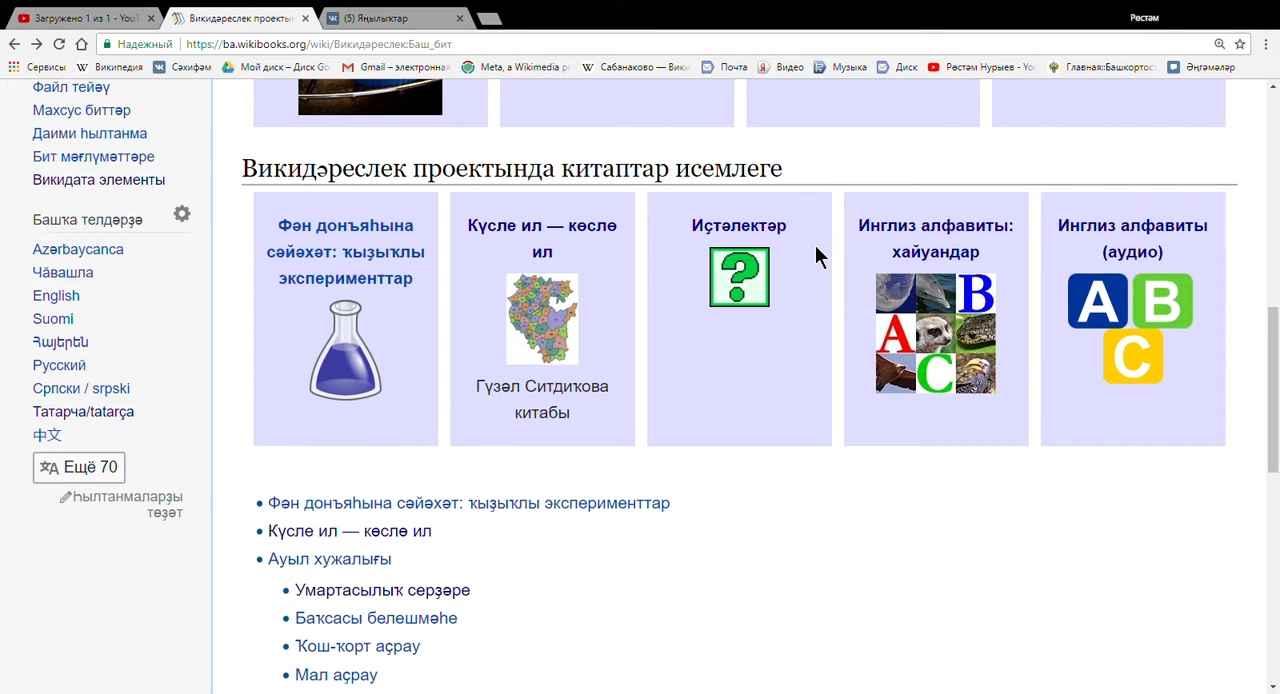 Рөстәм
Загружено 1 из 1 - YouT
Викидәреслек проекты
(5) Яңылыҡтар
Надежный
https://ba.wikibooks.org/wiki/Викидәреслек:Баш_бит
Сервисы
Википедия
Сәхифәм
Мой диск – Диск Go
Gmail – электронная
Meta, a Wikimedia pr
Сабанаково — Вики
Почта
Видео
Музыка
Диск
Рөстәм Нурыев - You
Главная::Башкортос
Әңгәмәләр
Файл тейәү
Махсус биттәр
Даими һылтанма
Бит мәғлүмәттәре
Викидата элементы
Башҡа телдәрҙә
Azərbaycanca
Чӑвашла
English
Suomi
Հայերեն
Русский
Српски / srpski
Татарча/tatarça
中文
Ещё 70
Һылтанмаларҙы
төҙәт
Викидәреслек проектында китаптар исемлеге
Фән донъяһына
сәйәхәт: ҡыҙыҡлы
эксперименттар
Күсле ил — көслө
ил
Гүзәл Ситдиҡова
китабы
Иҫтәлектәр
?
Инглиз алфавиты:
хайуандар
B
A
C
Инглиз алфавиты
(аудио)
A B
C
• Фән донъяһына сәйәхәт: ҡыҙыҡлы эксперименттар
• Күсле ил — көслө ил
• Ауыл хужалығы
• Умартасылыҡ серҙәре
• Баҡсасы белешмәһе
• Ҡош-ҡорт аҫрау
• Мал аҫрау